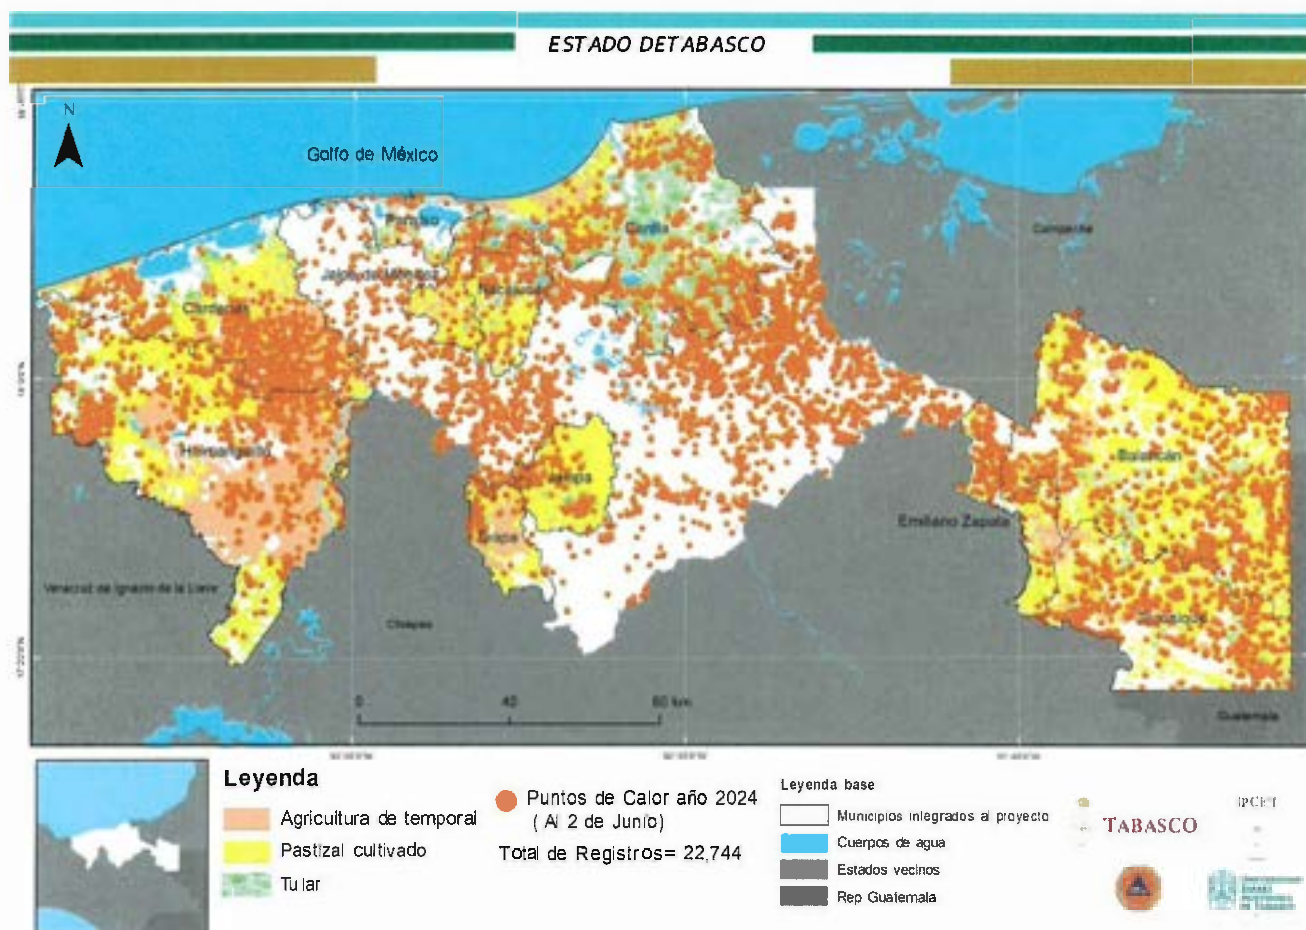 ESTADO DETABASCO
N
Golfo de México
Paraíso
Centla
Campeche
Jalpa de Méndez
Nacajuca
Cárdenas
Huimanguillo
Balancán
Jalapa
Emiliano Zapata
Veracruz de Ignacio de la Llave
Chiapas
Guatemala
0 40 80 km
Leyenda
Agricultura de temporal
Pastizal cultivado
Tular
Puntos de Calor año 2024
( Al 2 de Junio)
Total de Registros= 22,744
Leyenda base
Municipios integrados al proyecto
Cuerpos de agua
Estados vecinos
Rep Guatemala
TABASCO
IPCET